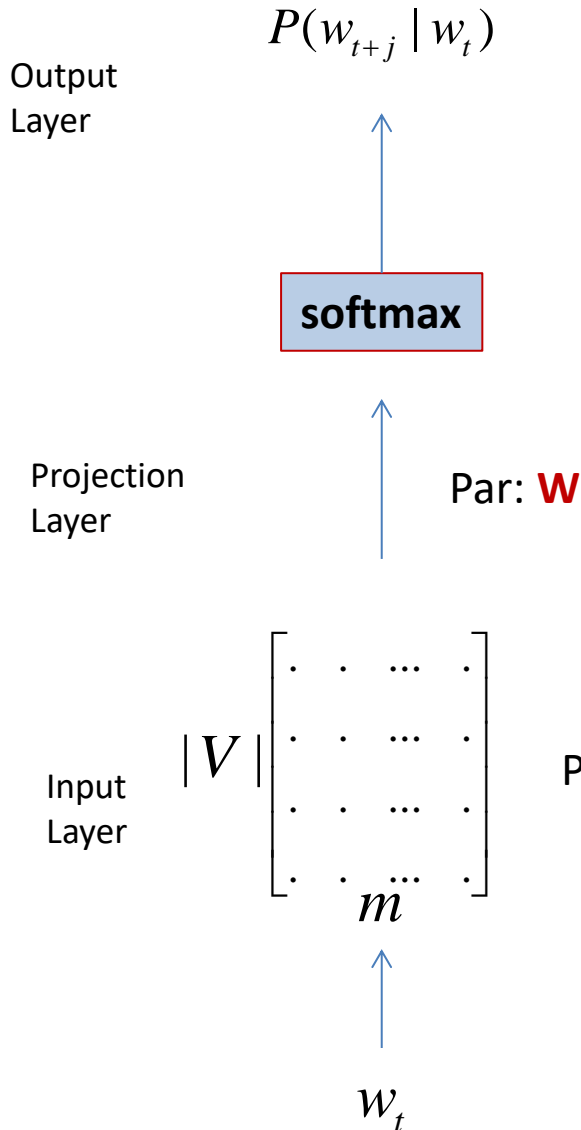 P(w_{t+j} | w_t)
Output
Layer
softmax
Projection
Layer
Par: W
. . ... .
. . ... .
|V|
Input
Layer
P
. . ... .
. . ... .
m
w_t